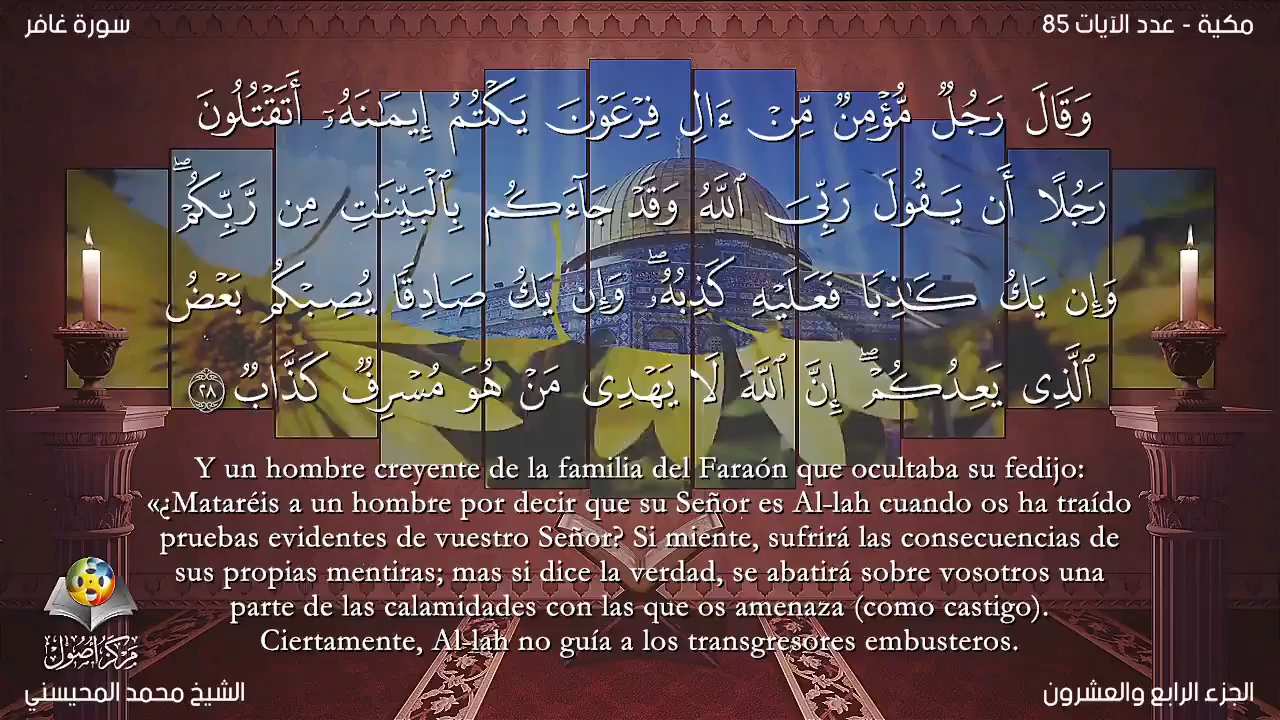 مكية - عدد الآيات 85
سورة غافر
وَقَالَ رَجُلٌ مُّؤْمِنٌ مِّنْ ءَالِ فِرْعَوْنَ يَكْتُمُ إِيمَـٰنَهُۥٓ أَتَقْتُلُونَ
رَجُلًا أَن يَقُولَ رَبِّىَ ٱللَّهُ وَقَدْ جَآءَكُم بِٱلْبَيِّنَـٰتِ مِن رَّبِّكُمْ ۖ
وَإِن يَكُ كَـٰذِبًا فَعَلَيْهِ كَذِبُهُۥ ۖ وَإِن يَكُ صَادِقًا يُصِبْكُم بَعْضُ
ٱلَّذِى يَعِدُكُمْ ۖ إِنَّ ٱللَّهَ لَا يَهْدِى مَنْ هُوَ مُسْرِفٌ كَذَّابٌ ٢٨
Y un hombre creyente de la familia del Faraón que ocultaba su fedijo:
«¿Mataréis a un hombre por decir que su Señor es Al-lah cuando os ha traído
pruebas evidentes de vuestro Señor? Si miente, sufrirá las consecuencias de
sus propias mentiras; mas si dice la verdad, se abatirá sobre vosotros una
parte de las calamidades con las que os amenaza (como castigo).
Ciertamente, Al-lah no guía a los transgresores embusteros.
مركز أصول
الجزء الرابع والعشرون
الشيخ محمد المحيسني